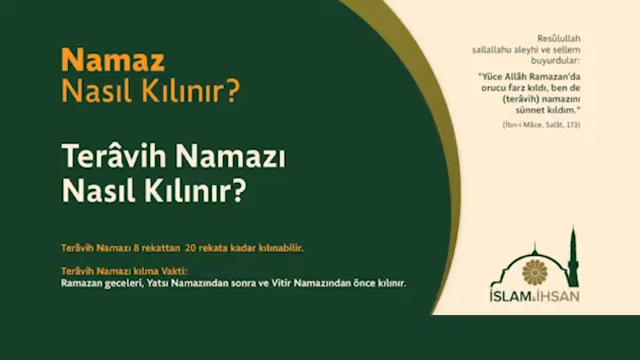 Namaz
Nasıl Kılınır?
Terâvih Namazı
Nasıl Kılınır?
Terâvih Namazı 8 rekattan 20 rekata kadar kılınabilir.
Terâvih Namazı kılma Vakti:
Ramazan geceleri, Yatsı Namazından sonra ve Vitir Namazından önce kılınır.
Resûlullah
sallallahu aleyhi ve sellem
buyurdular:
"Yüce Allâh Ramazan'da
orucu farz kıldı, ben de
(terâvih) namazını
sünnet kıldım."
(İbn-i Mâce, Salât, 173)
İSLAM&İHSAN